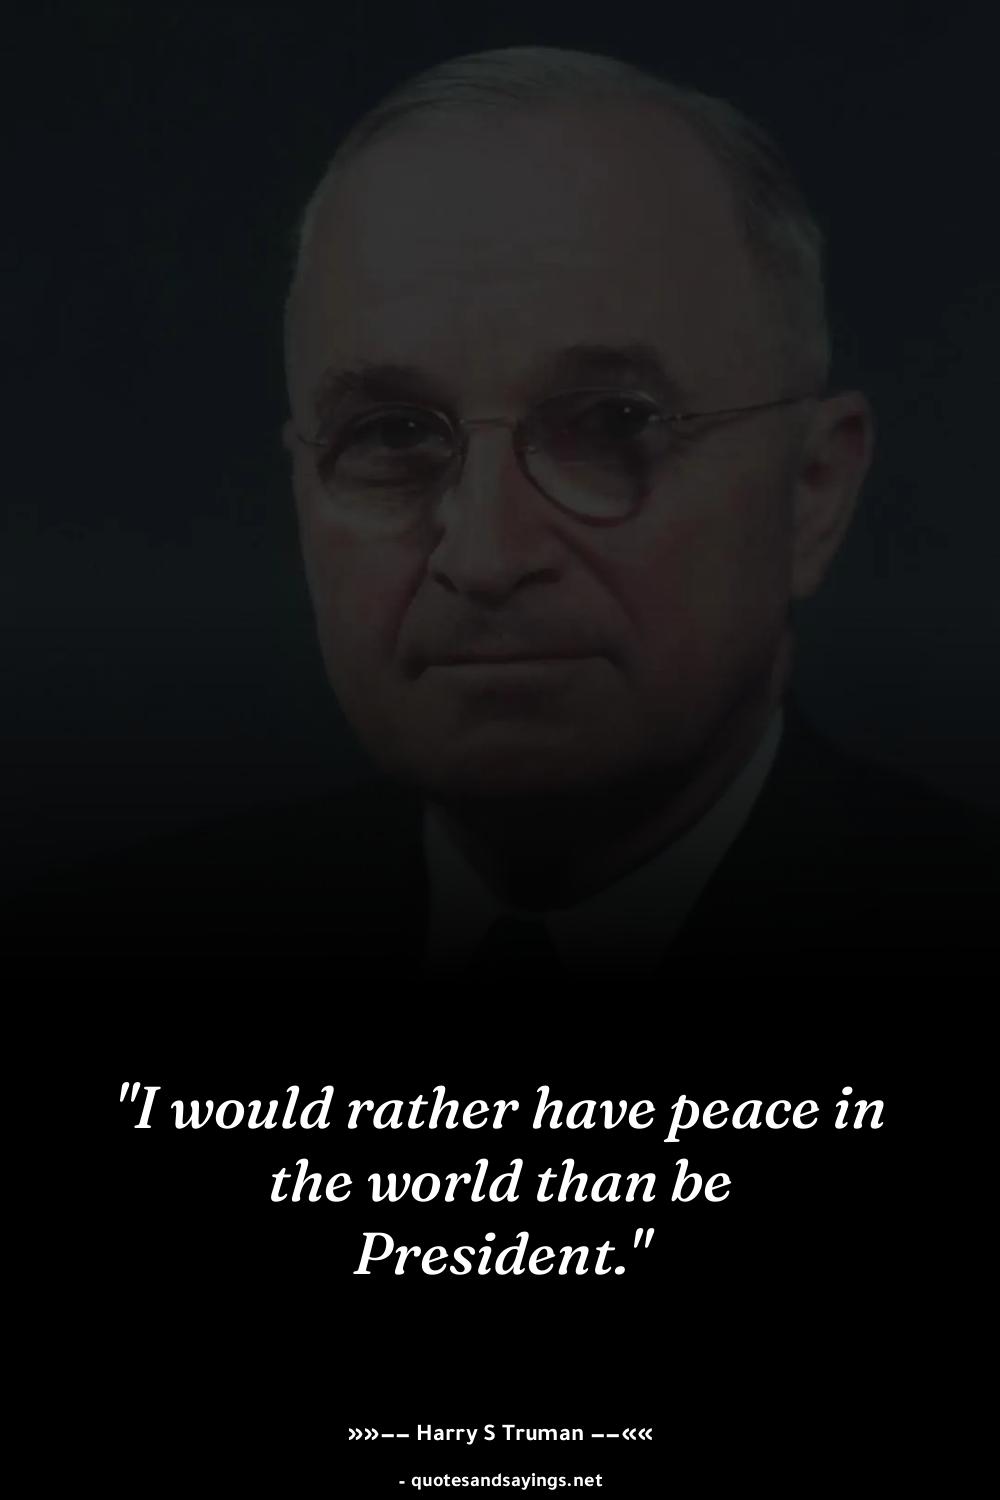 "I would rather have peace in
the world than be
President."
»»−− Harry S Truman −−««
- quotesandsayings.net